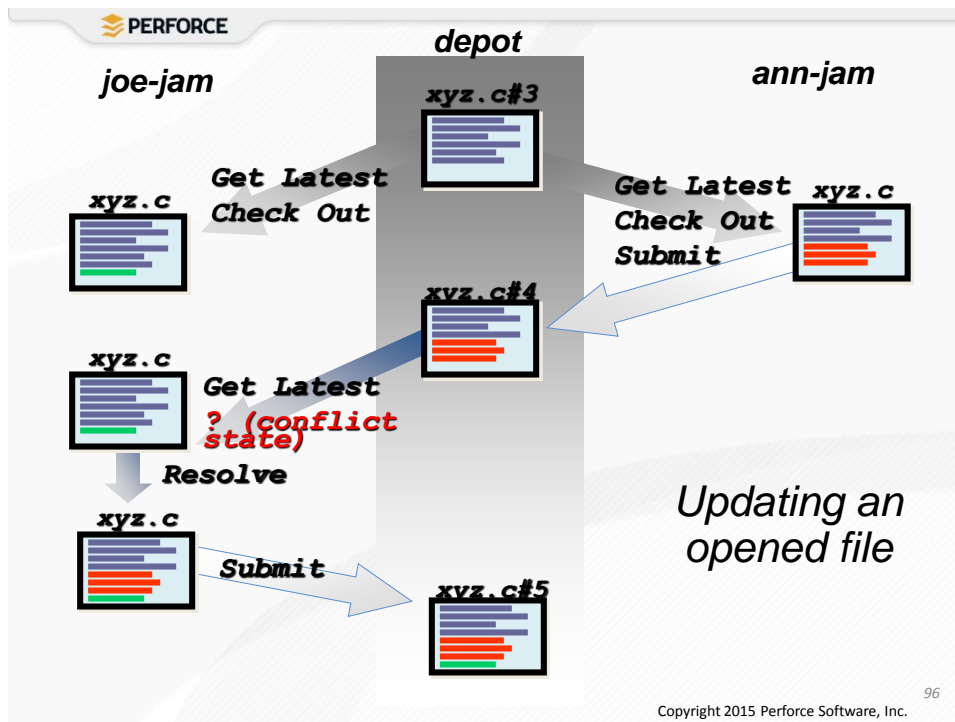 PERFORCE
depot
joe-jam
ann-jam
xyz.c#3
Get Latest
Check Out
xyz.c
Get Latest
Check Out
Submit
xyz.c
xyz.c#4
xyz.c
Get Latest
? (conflict
state)
Resolve
xyz.c
Submit
xyz.c#5
Updating an
opened file
96
Copyright 2015 Perforce Software, Inc.